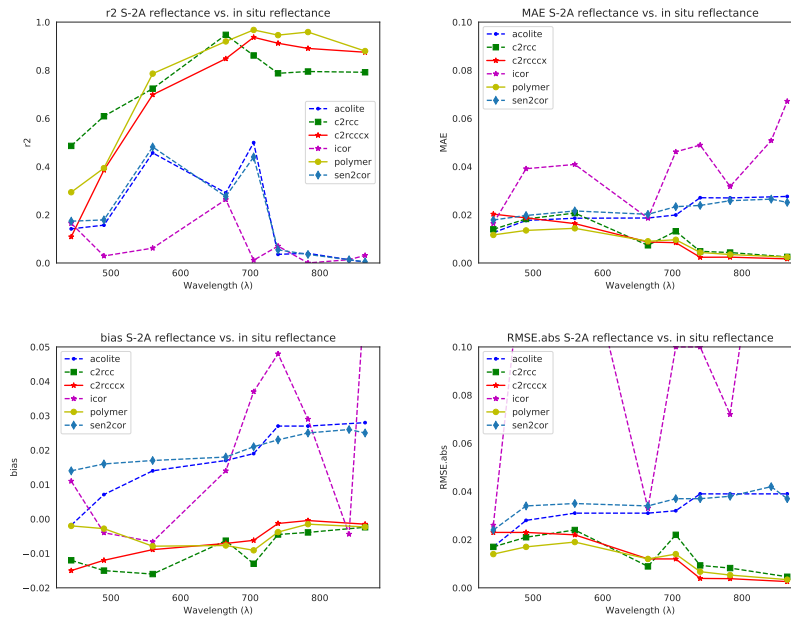 r2 S-2A reflectance vs. in situ reflectance
1.0
0.8
0.6
0.4
0.2
0.0
r2
500
600
700
800
Wavelength (λ)
acolite
c2rcc
c2rcccx
icor
polymer
sen2cor
MAE S-2A reflectance vs. in situ reflectance
0.10
0.08
0.06
0.04
0.02
0.00
MAE
500
600
700
800
Wavelength (λ)
acolite
c2rcc
c2rcccx
icor
polymer
sen2cor
bias S-2A reflectance vs. in situ reflectance
0.05
0.04
0.03
0.02
0.01
0.00
−0.01
−0.02
bias
500
600
700
800
Wavelength (λ)
acolite
c2rcc
c2rcccx
icor
polymer
sen2cor
RMSE.abs S-2A reflectance vs. in situ reflectance
0.10
0.08
0.06
0.04
0.02
0.00
RMSE.abs
500
600
700
800
Wavelength (λ)
acolite
c2rcc
c2rcccx
icor
polymer
sen2cor